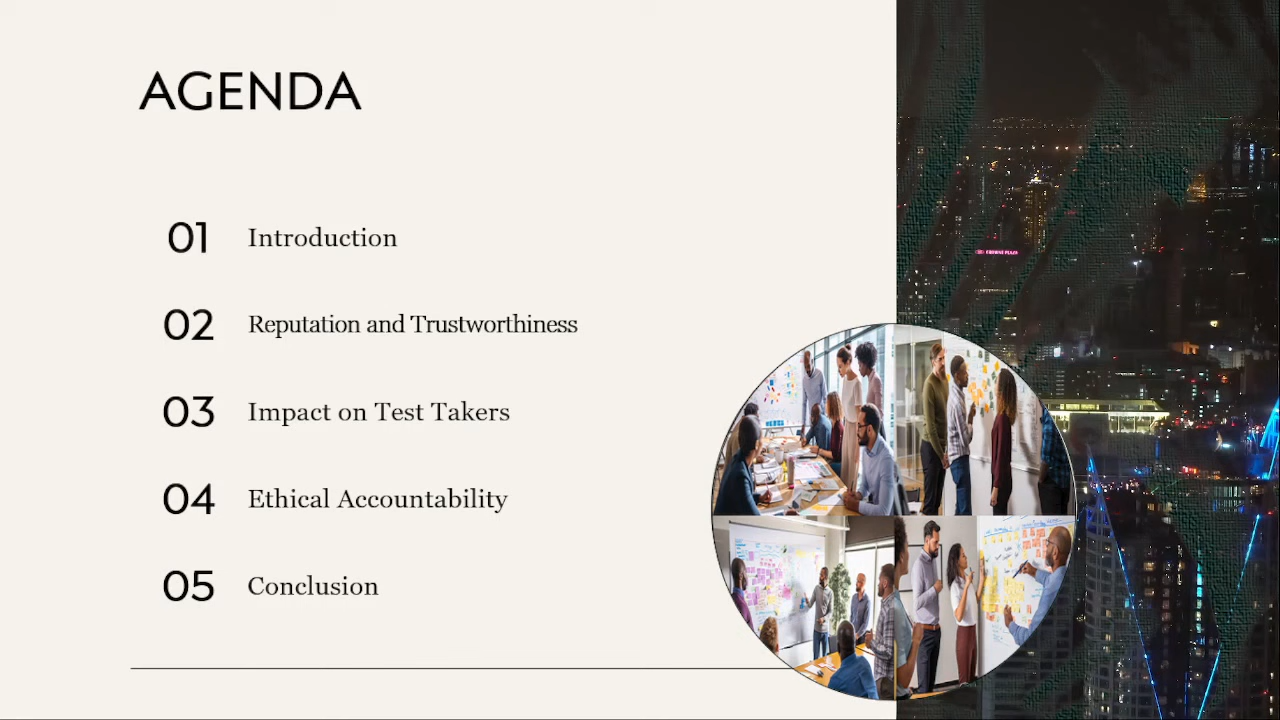 AGENDA
01 Introduction
02 Reputation and Trustworthiness
03 Impact on Test Takers
04 Ethical Accountability
05 Conclusion